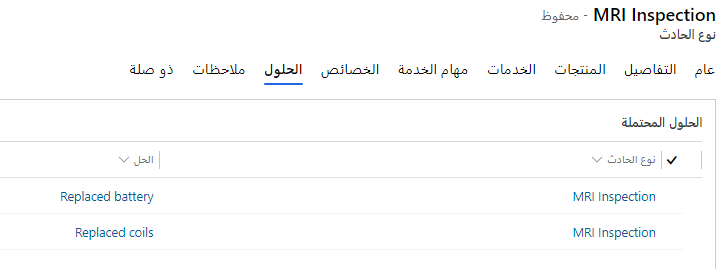 MRI Inspection - محفوظ
نوع الحادث
عام التفاصيل المنتجات الخدمات مهام الخدمة الخصائص الحلول ملاحظات ذو صلة
الحلول المحتملة
نوع الحادث الحل
MRI Inspection Replaced battery
MRI Inspection Replaced coils